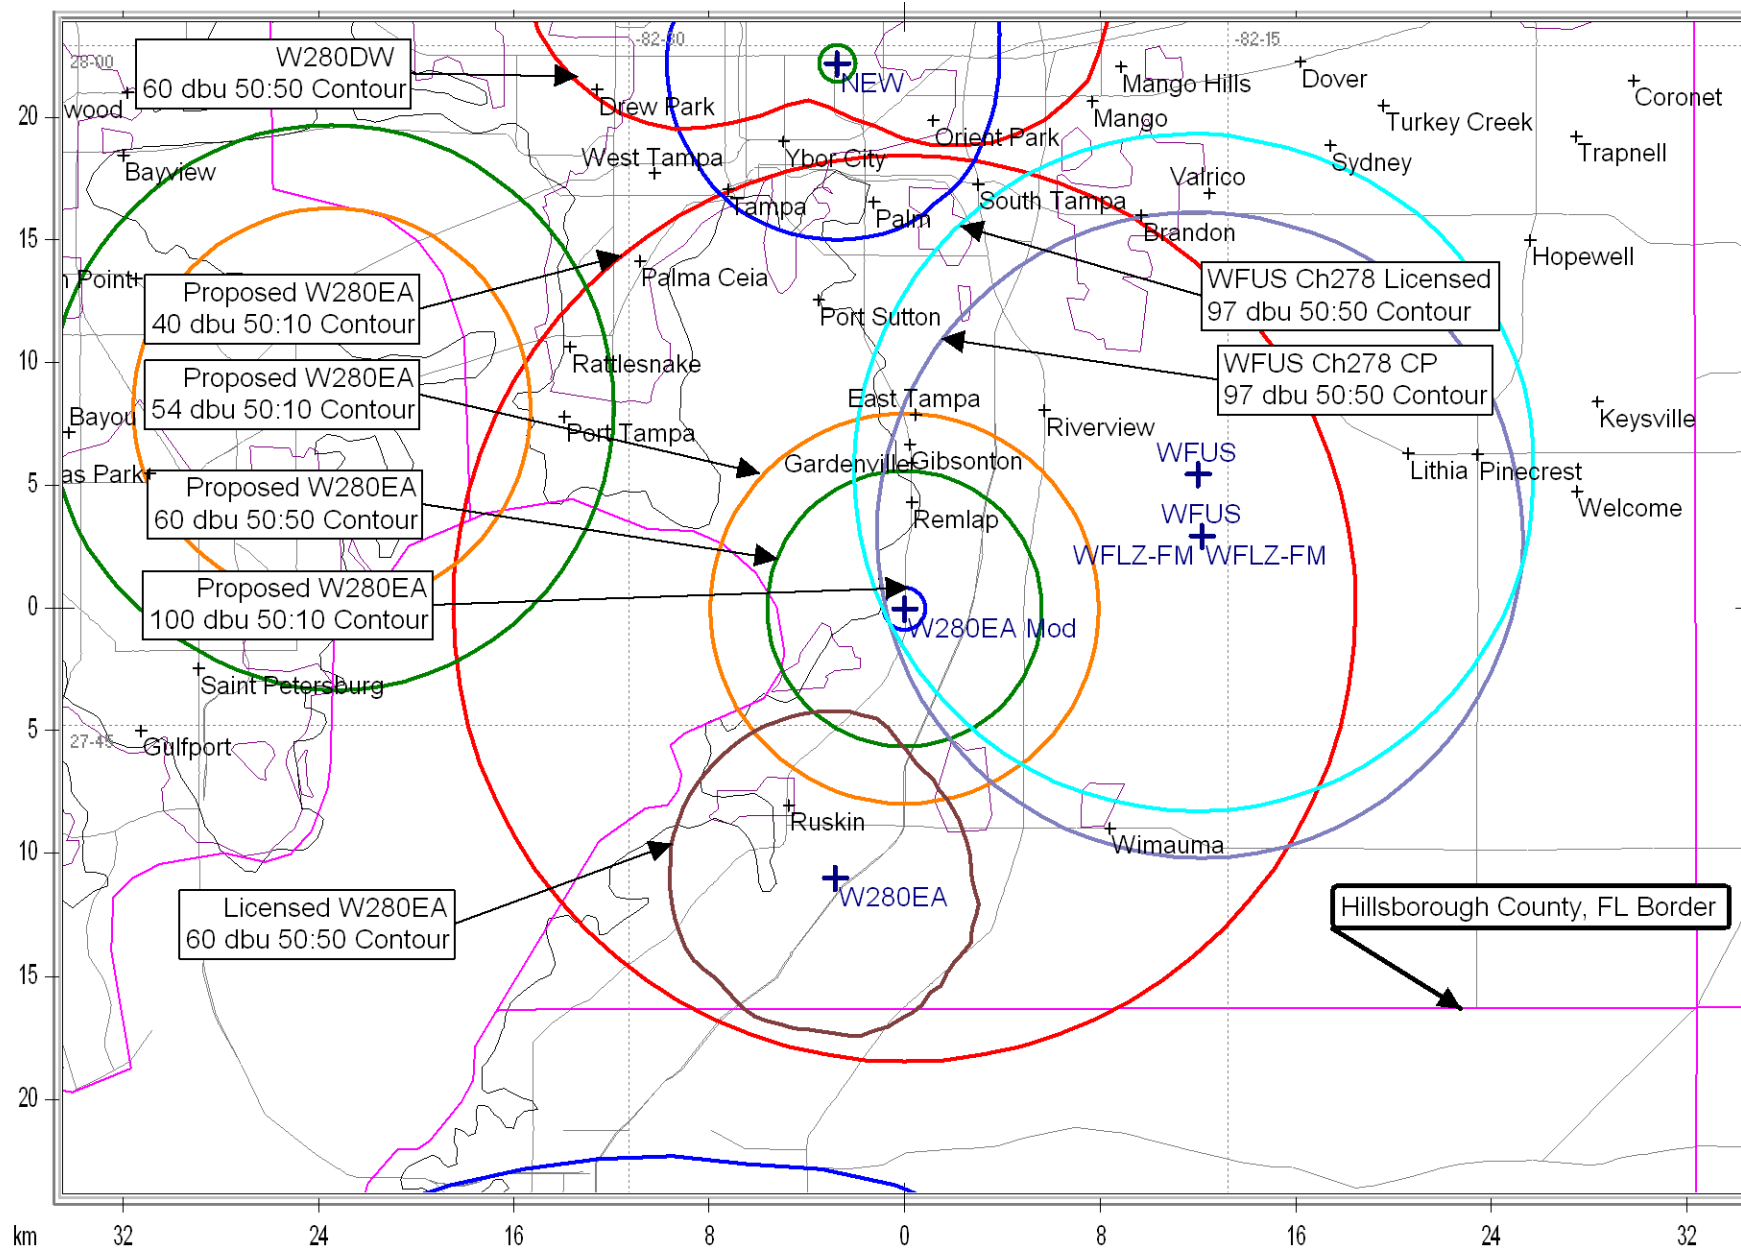 W280DW
60 dbu 50:50 Contour
28-00
-82-30
-82-15
NEW
Mango Hills
Dover
Coronet
wood
Drew Park
Mango
Turkey Creek
20
Orient Park
Trapnell
Bayview
West Tampa
Ybor City
Sydney
Valrico
Tampa
Palm
South Tampa
Brandon
15
Hopewell
n Point
Proposed W280EA
40 dbu 50:10 Contour
Palma Ceia
Port Sutton
WFUS Ch278 Licensed
97 dbu 50:50 Contour
10
Rattlesnake
WFUS Ch278 CP
97 dbu 50:50 Contour
Proposed W280EA
54 dbu 50:10 Contour
East Tampa
Bayou
Port Tampa
Riverview
Keysville
as Park
Gardenville
Gibsonton
WFUS
Lithia
Pinecrest
5
Proposed W280EA
60 dbu 50:50 Contour
Remlap
WFUS
Welcome
WFLZ-FM
WFLZ-FM
Proposed W280EA
100 dbu 50:10 Contour
0
W280EA Mod
Saint Petersburg
5
27-45
Gulfport
Ruskin
Wimauma
10
W280EA
Licensed W280EA
60 dbu 50:50 Contour
Hillsborough County, FL Border
15
20
km
32
24
16
8
0
8
16
24
32